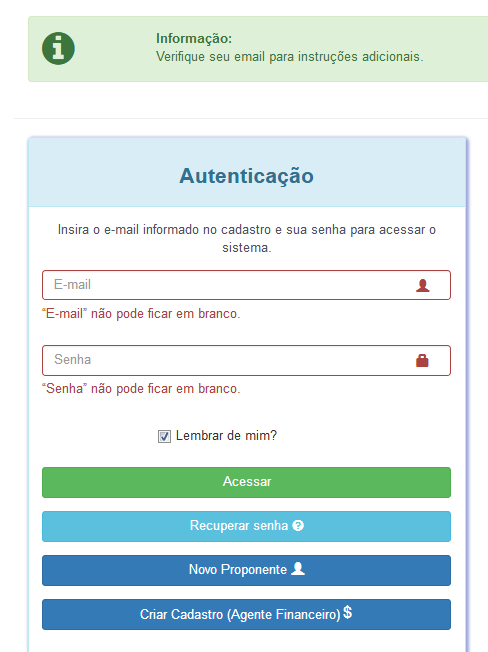 Informação:
Verifique seu email para instruções adicionais.
Autenticação
Insira o e-mail informado no cadastro e sua senha para acessar o
sistema.
E-mail
“E-mail” não pode ficar em branco.
Senha
“Senha” não pode ficar em branco.
Lembrar de mim?
Acessar
Recuperar senha
Novo Proponente
Criar Cadastro (Agente Financeiro) $